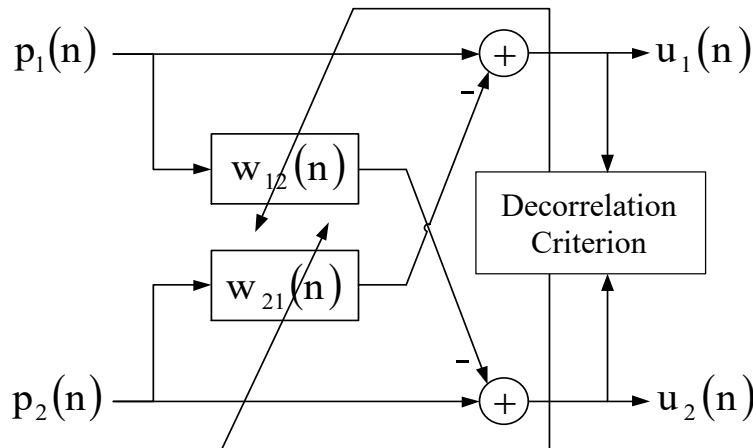 p₁(n)
+
u₁(n)
−
w₁₂(n)
Decorrelation
Criterion
w₂₁(n)
−
p₂(n)
+
u₂(n)